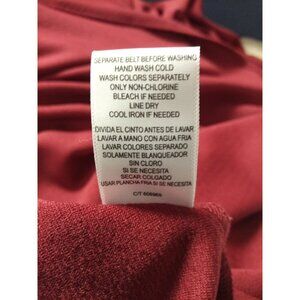 SEPARATE BELT BEFORE WASHING
HAND WASH COLD
WASH COLORS SEPARATELY
ONLY NON-CHLORINE
BLEACH IF NEEDED
LINE DRY
COOL IRON IF NEEDED
DIVIDA EL CINTO ANTES DE LAVAR
LAVAR A MANO CON AGUA FRIA
LAVAR COLORES SEPARADO
SOLAMENTE BLANQUEADOR
SIN CLORO
SI SE NECESITA
SECAR, COLGADO
USAR PLANCHA FRIA SI SE NECESITA
C/T